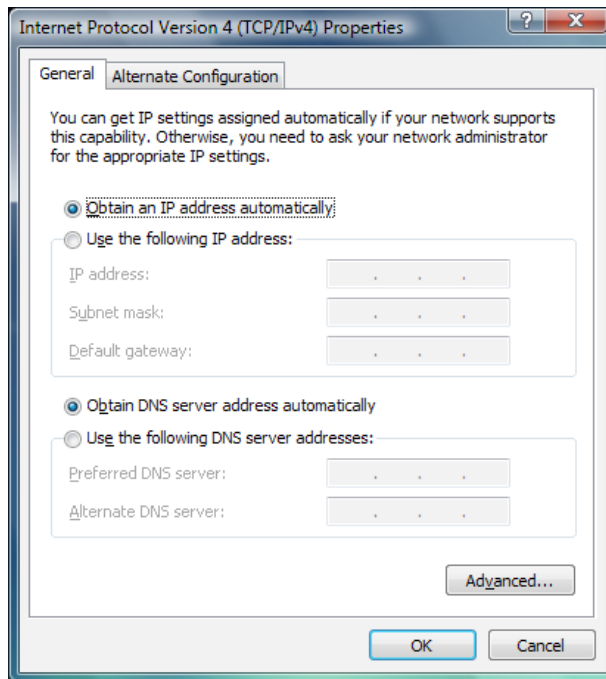 Internet Protocol Version 4 (TCP/IPv4) Properties
?
General
Alternate Configuration
You can get IP settings assigned automatically if your network supports
this capability. Otherwise, you need to ask your network administrator
for the appropriate IP settings.
Obtain an IP address automatically
Use the following IP address:
IP address:
Subnet mask:
Default gateway:
Obtain DNS server address automatically
Use the following DNS server addresses:
Preferred DNS server:
Alternate DNS server:
Advanced...
OK
Cancel